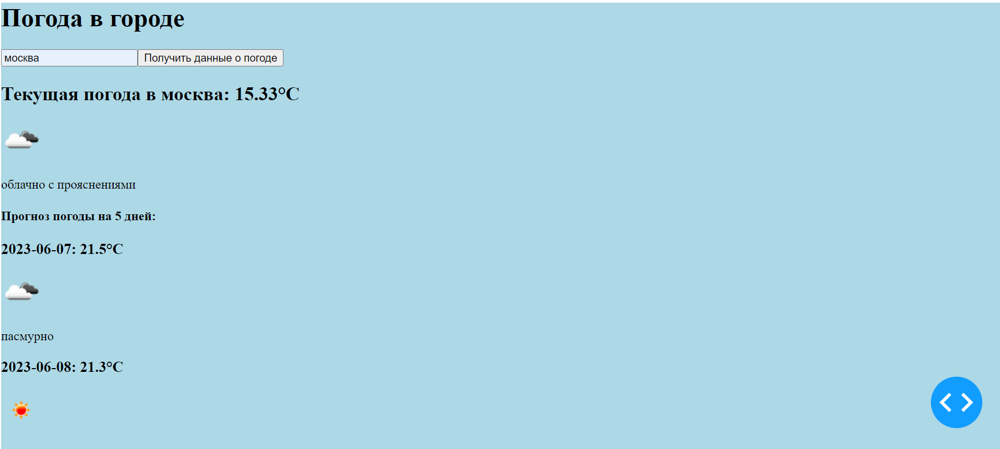 Погода в городе
москва Получить данные о погоде
Текущая погода в москва: 15.33°C
облачно с прояснениями
Прогноз погоды на 5 дней:
2023-06-07: 21.5°C
пасмурно
2023-06-08: 21.3°C